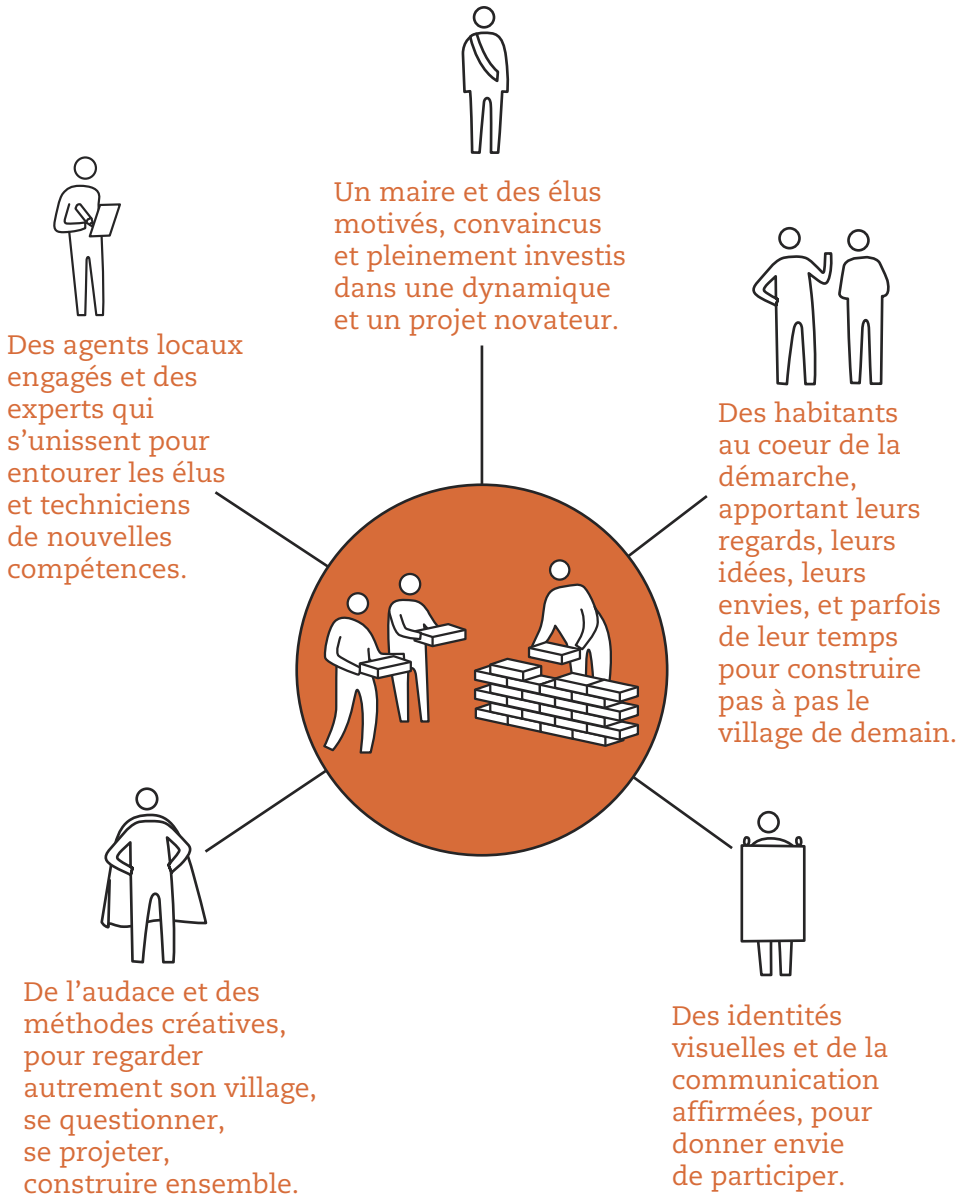 Un maire et des élus
motivés, convaincus
et pleinement investis
dans une dynamique
et un projet novateur.
Des agents locaux
engagés et des
experts qui
s’unissent pour
entourer les élus
et techniciens
de nouvelles
compétences.
Des habitants
au coeur de la
démarche,
apportant leurs
regards, leurs
idées, leurs
envies, et parfois
de leur temps
pour construire
pas à pas le
village de demain.
De l’audace et des
méthodes créatives,
pour regarder
autrement son village,
se questionner,
se projeter,
construire ensemble.
Des identités
visuelles et de la
communication
affirmées, pour
donner envie
de participer.